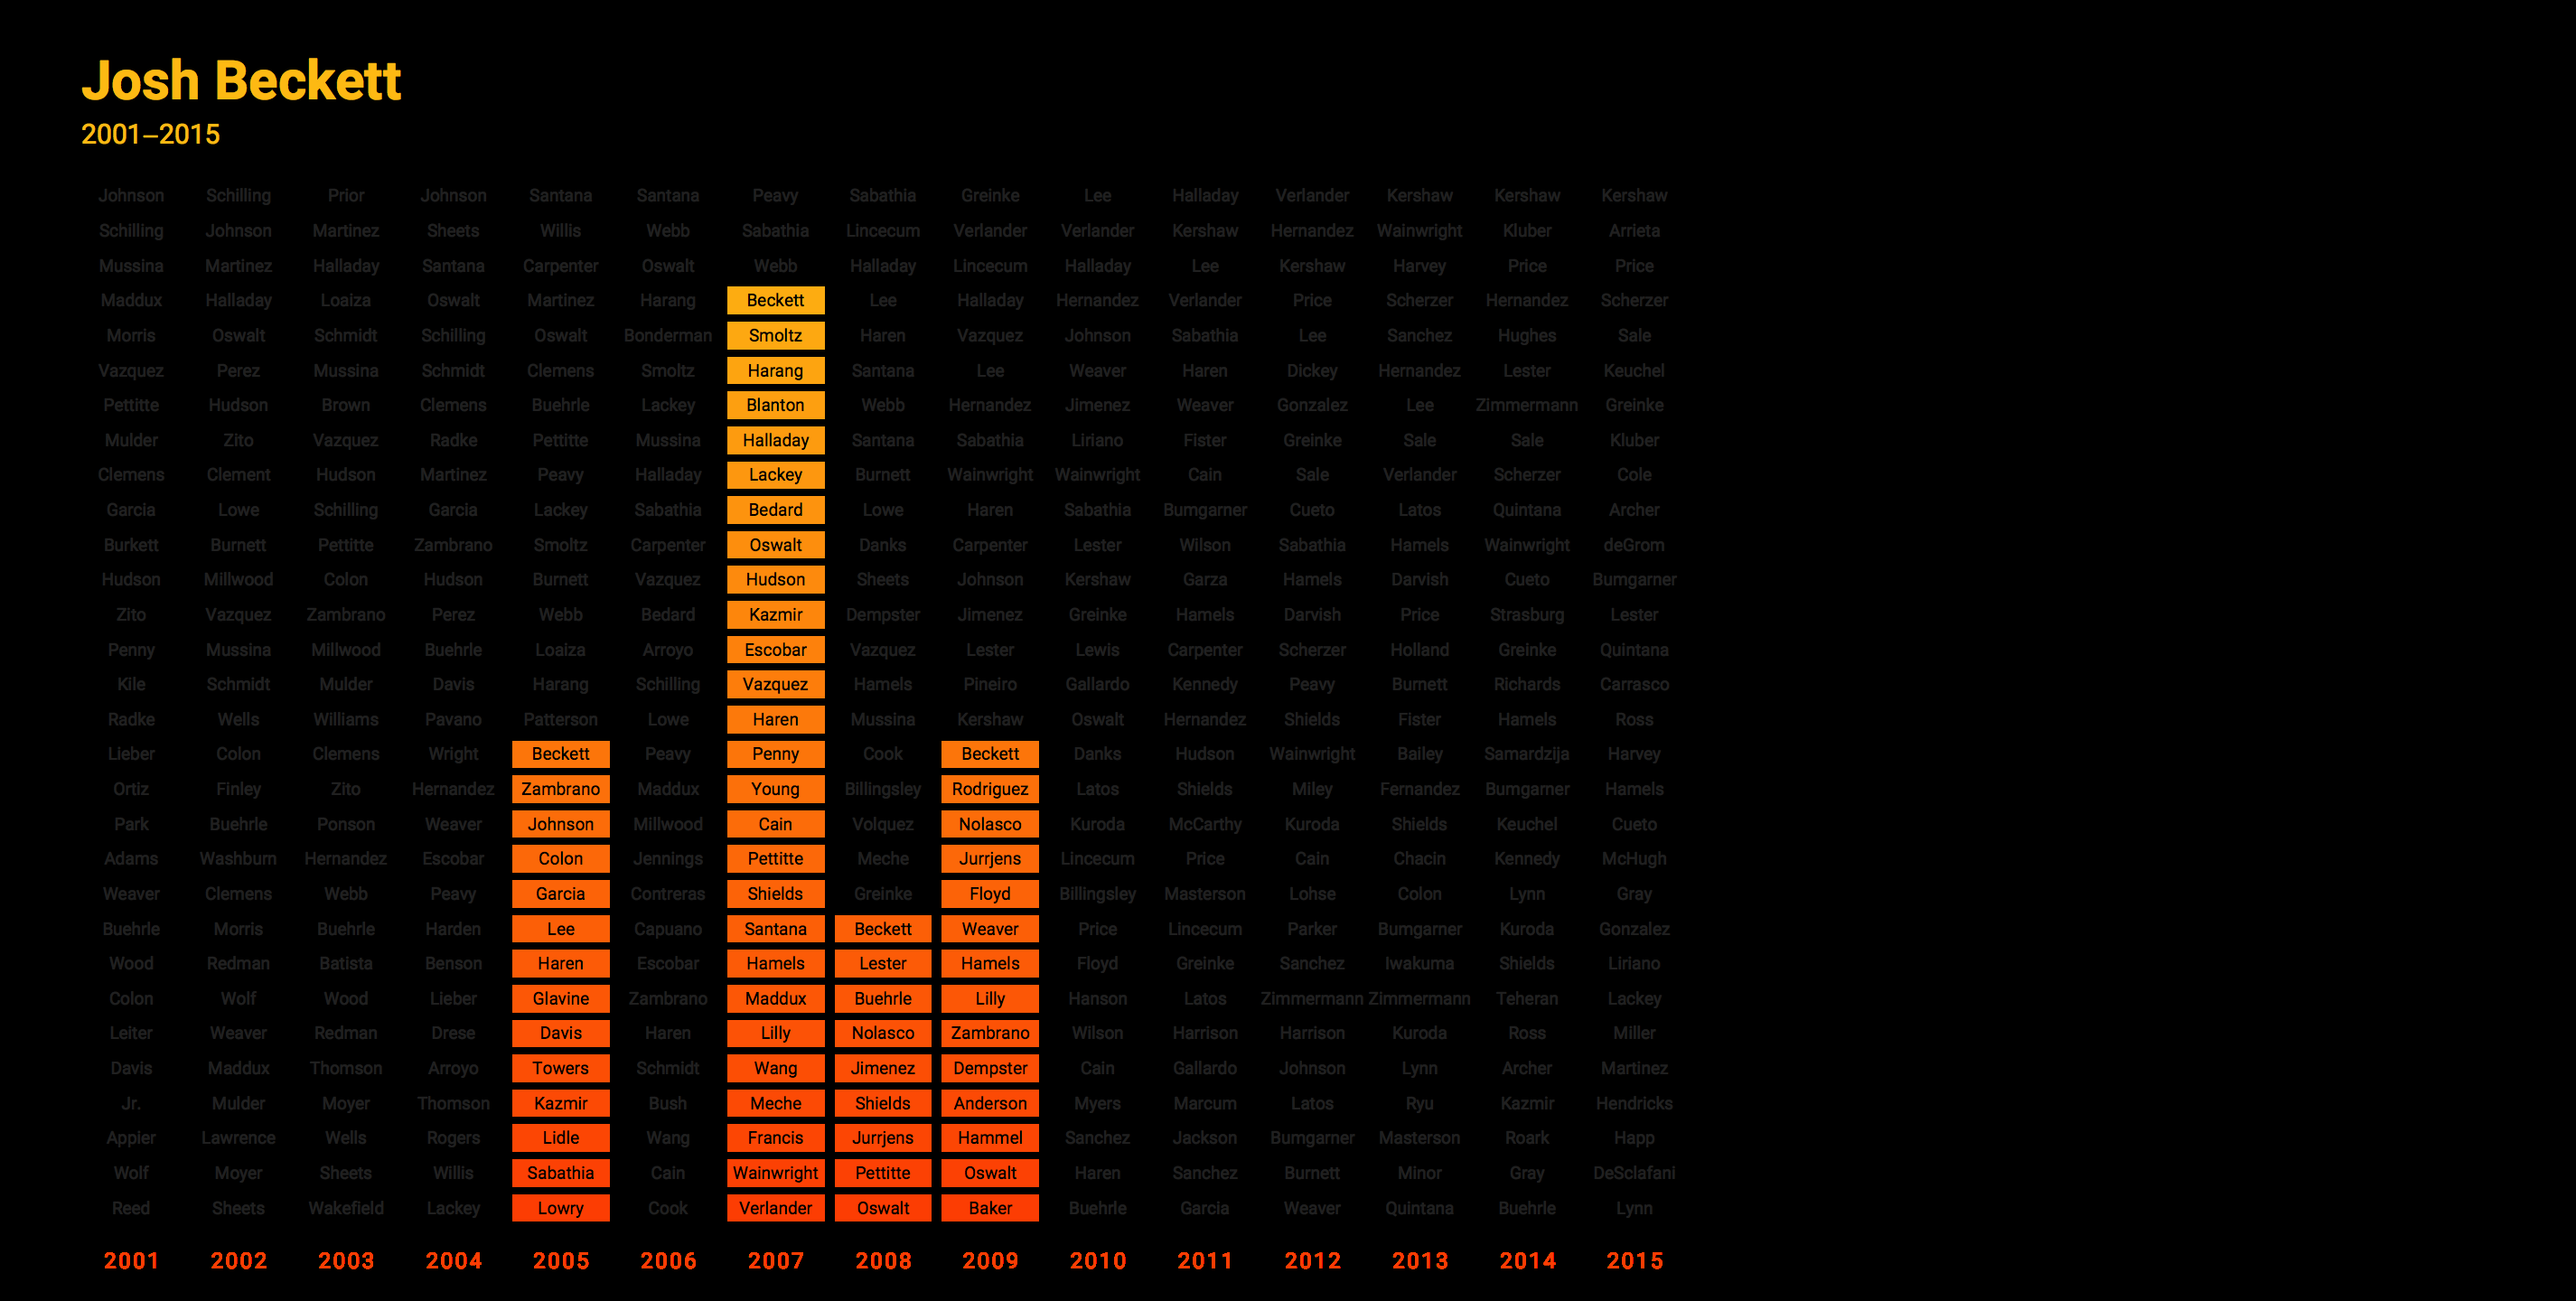 Josh Beckett
2001–2015
Johnson Schilling Prior Johnson Santana Santana Peavy Sabathia Greinke Lee Halladay Verlander Kershaw Kershaw Kershaw
Schilling Johnson Martinez Sheets Willis Webb Sabathia Lincecum Verlander Verlander Kershaw Hernandez Wainwright Kluber Arrieta
Mussina Martinez Halladay Santana Carpenter Oswalt Webb Halladay Lincecum Halladay Lee Kershaw Harvey Price Price
Maddux Halladay Loaiza Oswalt Martinez Harang Beckett Lee Halladay Hernandez Verlander Price Scherzer Hernandez Scherzer
Morris Oswalt Schmidt Schilling Oswalt Bonderman Smoltz Haren Vazquez Johnson Sabathia Lee Sanchez Hughes Sale
Vazquez Perez Mussina Schmidt Clemens Smoltz Harang Santana Lee Weaver Haren Dickey Hernandez Lester Keuchel
Pettitte Hudson Brown Clemens Buehrle Lackey Blanton Webb Hernandez Jimenez Weaver Gonzalez Lee Zimmermann Greinke
Mulder Zito Vazquez Radke Pettitte Mussina Halladay Santana Sabathia Liriano Fister Greinke Sale Sale Kluber
Clemens Clement Hudson Martinez Peavy Halladay Lackey Burnett Wainwright Wainwright Cain Sale Verlander Scherzer Cole
Garcia Lowe Schilling Garcia Lackey Sabathia Bedard Lowe Haren Sabathia Bumgarner Cueto Latos Quintana Archer
Burkett Burnett Pettitte Zambrano Smoltz Carpenter Oswalt Danks Carpenter Lester Wilson Sabathia Hamels Wainwright deGrom
Hudson Millwood Colon Hudson Burnett Vazquez Hudson Sheets Johnson Kershaw Garza Hamels Darvish Cueto Bumgarner
Zito Vazquez Zambrano Perez Webb Bedard Kazmir Dempster Jimenez Greinke Hamels Darvish Price Strasburg Lester
Penny Mussina Millwood Buehrle Loaiza Arroyo Escobar Vazquez Lester Lewis Carpenter Scherzer Holland Greinke Quintana
Kile Schmidt Mulder Davis Harang Schilling Vazquez Hamels Pineiro Gallardo Kennedy Peavy Burnett Richards Carrasco
Radke Wells Williams Pavano Patterson Lowe Haren Mussina Kershaw Oswalt Hernandez Shields Fister Hamels Ross
Lieber Colon Clemens Wright Beckett Peavy Penny Cook Beckett Danks Hudson Wainwright Bailey Samardzija Harvey
Ortiz Finley Zito Hernandez Zambrano Maddux Young Billingsley Rodriguez Latos Shields Miley Fernandez Bumgarner Hamels
Park Buehrle Ponson Weaver Johnson Millwood Cain Volquez Nolasco Kuroda McCarthy Kuroda Shields Keuchel Cueto
Adams Washburn Hernandez Escobar Colon Jennings Pettitte Meche Jurrjens Lincecum Price Cain Chacin Kennedy McHugh
Weaver Clemens Webb Peavy Garcia Contreras Shields Greinke Floyd Billingsley Masterson Lohse Colon Lynn Gray
Buehrle Morris Buehrle Harden Lee Capuano Santana Beckett Weaver Price Lincecum Parker Bumgarner Kuroda Gonzalez
Wood Redman Batista Benson Haren Escobar Hamels Lester Hamels Floyd Greinke Sanchez Iwakuma Shields Liriano
Colon Wolf Wood Lieber Glavine Zambrano Maddux Buehrle Lilly Hanson Latos Zimmermann Zimmermann Teheran Lackey
Leiter Weaver Redman Drese Davis Haren Lilly Nolasco Zambrano Wilson Harrison Harrison Kuroda Ross Miller
Davis Maddux Thomson Arroyo Towers Schmidt Wang Jimenez Dempster Cain Gallardo Johnson Lynn Archer Martinez
Jr. Mulder Moyer Thomson Kazmir Bush Meche Shields Anderson Myers Marcum Latos Ryu Kazmir Hendricks
Appler Lawrence Wells Rogers Lidle Wang Francis Jurrjens Hammel Sanchez Jackson Bumgarner Masterson Roark Happ
Wolf Moyer Sheets Willis Sabathia Cain Wainwright Pettitte Oswalt Haren Sanchez Burnett Minor Gray DeSclafani
Reed Sheets Wakefield Lackey Lowry Cook Verlander Oswalt Baker Buehrle Garcia Weaver Quintana Buehrle Lynn
2001 2002 2003 2004 2005 2006 2007 2008 2009 2010 2011 2012 2013 2014 2015